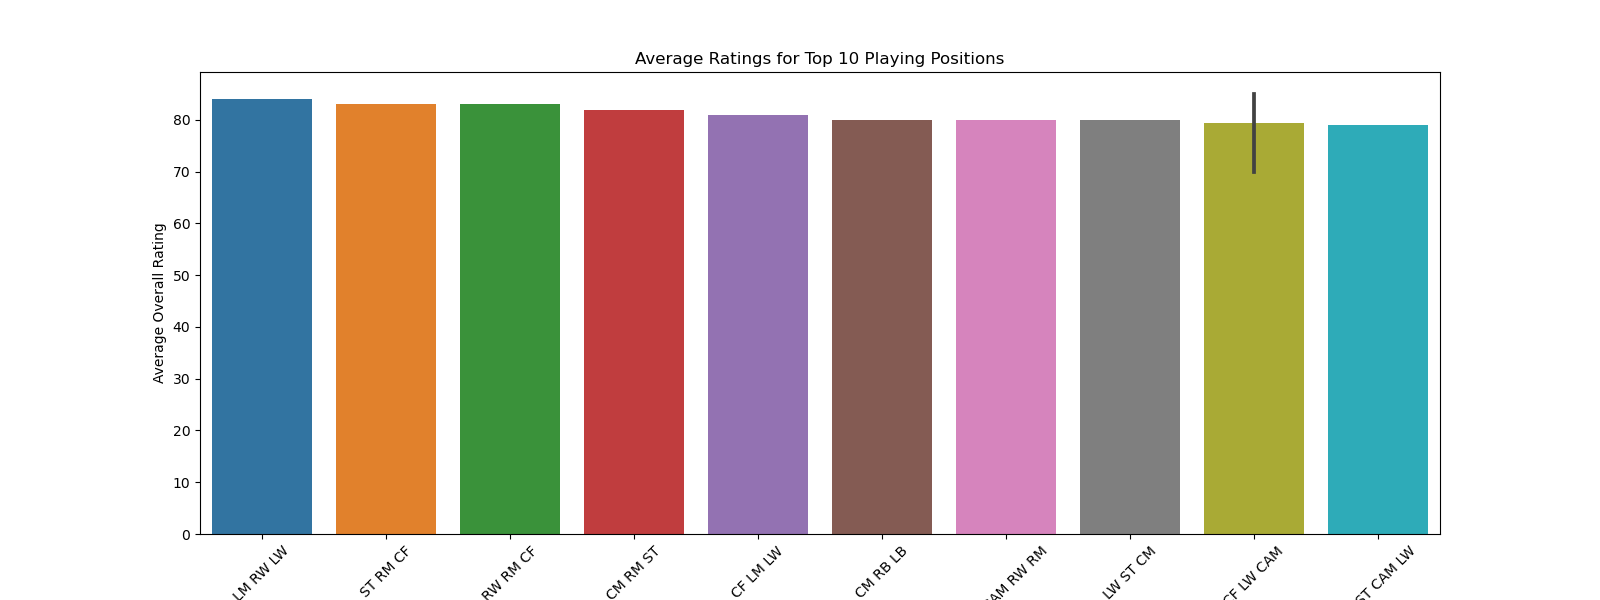 Average Ratings for Top 10 Playing Positions
Average Overall Rating
80
70
60
50
40
30
20
10
0
LM RW LW
ST RM CF
RW RM CF
CM RM ST
CF LM LW
CM RB LB
RW RM
LW ST CM
CF LW CAM
ST CAM LW